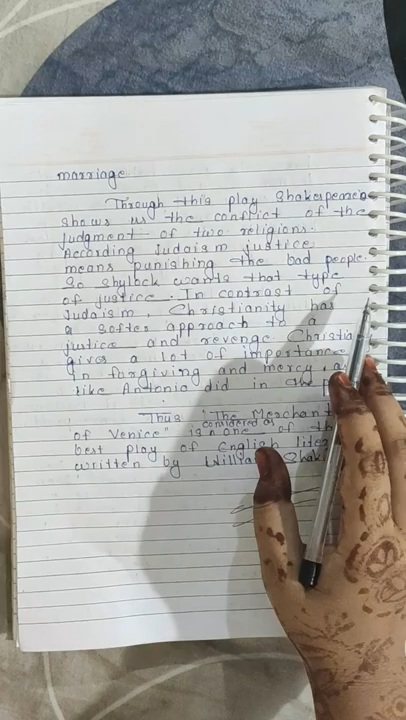 marriage
Through this play Shakespeare
shows us the conflict of the
judgment of two religions.
According Judaism justice
means punishing the bad people.
So Shylock wants that type
of justice. In contrast of
Judaism, Christianity has
a softer approach to a
justice and revenge. Christia
gives a lot of importance
in forgiving and mercy, as
like Antonio did in the
Thus "The Merchant
of Venice" is considered as one of th
best play of English liter
written by William Shak